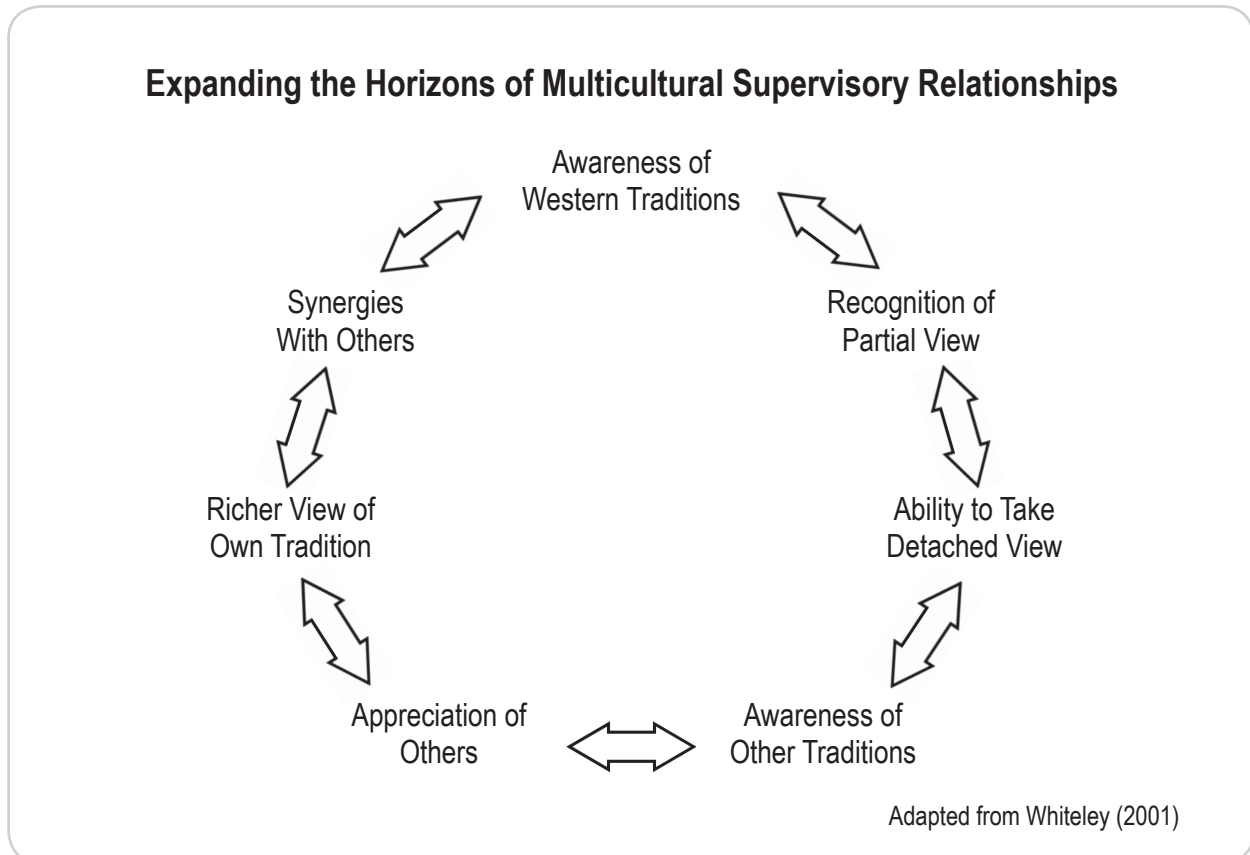 Expanding the Horizons of Multicultural Supervisory Relationships
Awareness of
Western Traditions
Recognition of
Partial View
Ability to Take
Detached View
Awareness of
Other Traditions
Appreciation of
Others
Richer View of
Own Tradition
Synergies
With Others
Adapted from Whiteley (2001)